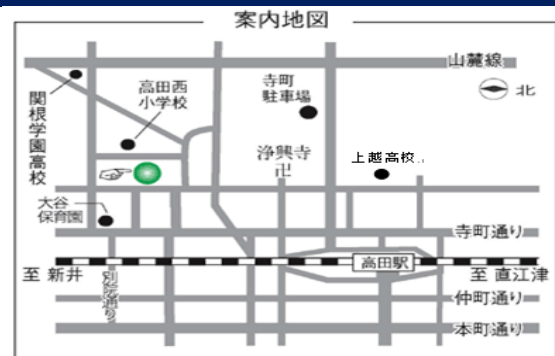 案内地図
山麓線
北
関根学園高校
高田西
小学校
寺町
駐車場
浄興寺
卍
上越高校
大谷
保育園
寺町通り
高田駅
至 新井
至 直江津
別院通り
仲町通り
本町通り